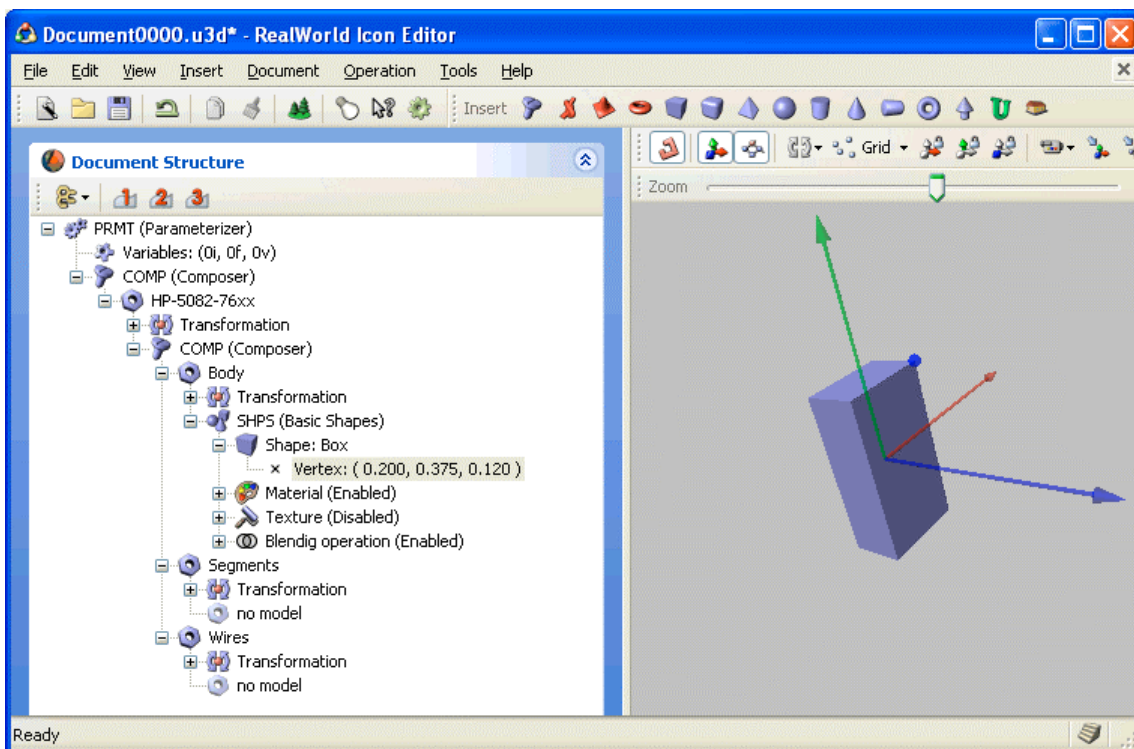 Document0000.u3d* - RealWorld Icon Editor
File Edit View Insert Document Operation Tools Help
Insert
Document Structure
Grid
1 2 3
Zoom
PRMT (Parameterizer)
Variables: (0i, 0f, 0v)
COMP (Composer)
HP-5082-76xx
Transformation
COMP (Composer)
Body
Transformation
SHPS (Basic Shapes)
Shape: Box
Vertex: ( 0.200, 0.375, 0.120 )
Material (Enabled)
Texture (Disabled)
Blendig operation (Enabled)
Segments
Transformation
no model
Wires
Transformation
no model
Ready